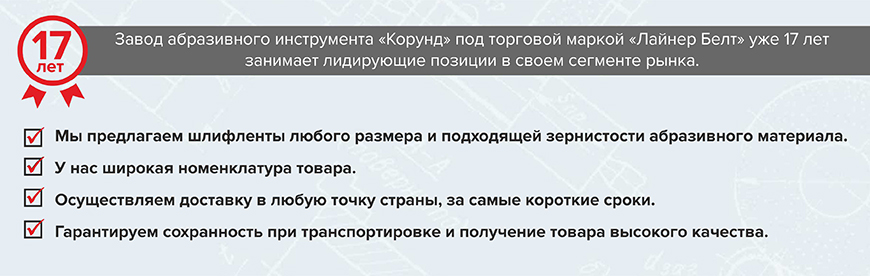 17
лет
Завод абразивного инструмента «Корунд» под торговой маркой «Лайнер Белт» уже 17 лет
занимает лидирующие позиции в своем сегменте рынка.
Мы предлагаем шлифленты любого размера и подходящей зернистости абразивного материала.
У нас широкая номенклатура товара.
Осуществляем доставку в любую точку страны, за самые короткие сроки.
Гарантируем сохранность при транспортировке и получение товара высокого качества.